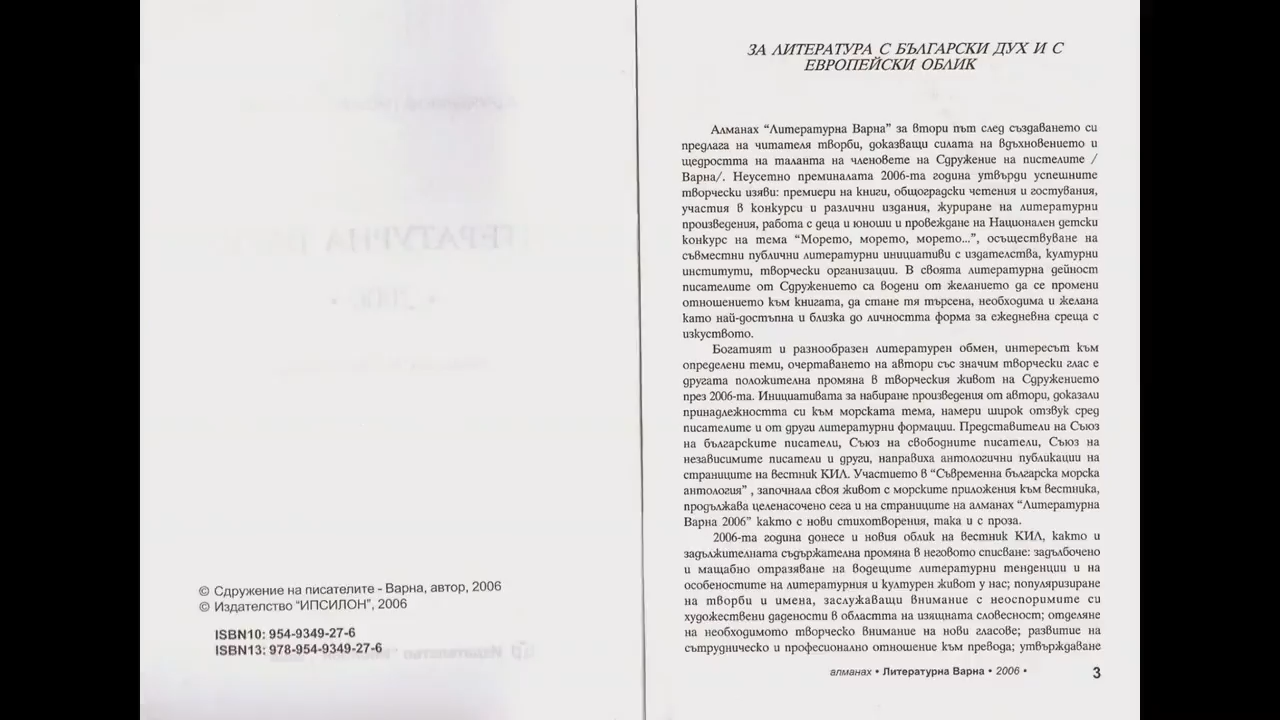 © Сдружение на писателите - Варна, автор, 2006
© Издателство “ИПСИЛОН”, 2006
ISBN10: 954-9349-27-6
ISBN13: 978-954-9349-27-6
ЗА ЛИТЕРАТУРА С БЪЛГАРСКИ ДУХ И С
ЕВРОПЕЙСКИ ОБЛИК
Алманах “Литературна Варна” за втори път след създаването си
предлага на читателя творби, доказващи силата на вдъхновението и
щедростта на таланта на членовете на Сдружение на пистелите /
Варна/. Неусетно преминалата 2006-та година утвърди успешните
творчески изяви: премиери на книги, общоградски чстения и гостувания,
участия в конкурси и различни издания, журиране на литературни
произведения, работа с деца и юноши и провеждане на Национален детски
конкурс на тема “Морето, морето, морето...”, осъществуване на
съвместни публични литературни инициативи с издателства, културни
институти, творчески организации. В своята литературна дейност
писателите от Сдружението са водени от желанието да се промени
отношението към книгата, да стане тя търсена, необходима и желана
като най-достъпна и близка до личността форма за ежедневна среща с
изкуството.
Богатият и разнообразен литературен обмен, интересът към
определени теми, очертаването на автори със значим творчески глас е
другата положителна промяна в творческия живот на Сдружението
през 2006-та. Инициативата за набиране произведения от автори, доказали
принадлежността си към морската тема, намери широк отзвук сред
писателите и от други литературни формации. Представители на Съюз
на българските писатели, Съюз на свободните писатели, Съюз на
независимите писатели и други, направиха антологични публикации на
страниците на вестник КИЛ. Участието в “Съвременна българска морска
антология” , започнала своя живот с морските приложения към вестника,
продължава целенасочено сега и на страниците на алманах “Литературна
Варна 2006” както с нови стихотворения, така и с проза.
2006-та година донесе и новия облик на вестник КИЛ, както и
задължителната съдържателна промяна в неговото списване: задълбочено
и мащабно отразяване на водещите литературни тенденции и на
особеностите на литературния и културен живот у нас; популяризиране
на творби и имена, заслужаващи внимание с неоспоримите си
художествени дадености в областта на изящната словесност; отделяне
на необходимото творческо внимание на нови гласове; развитие на
сътрудническо и професионално отношение към превода; утвърждаване
алманах • Литературна Варна • 2006 • 3